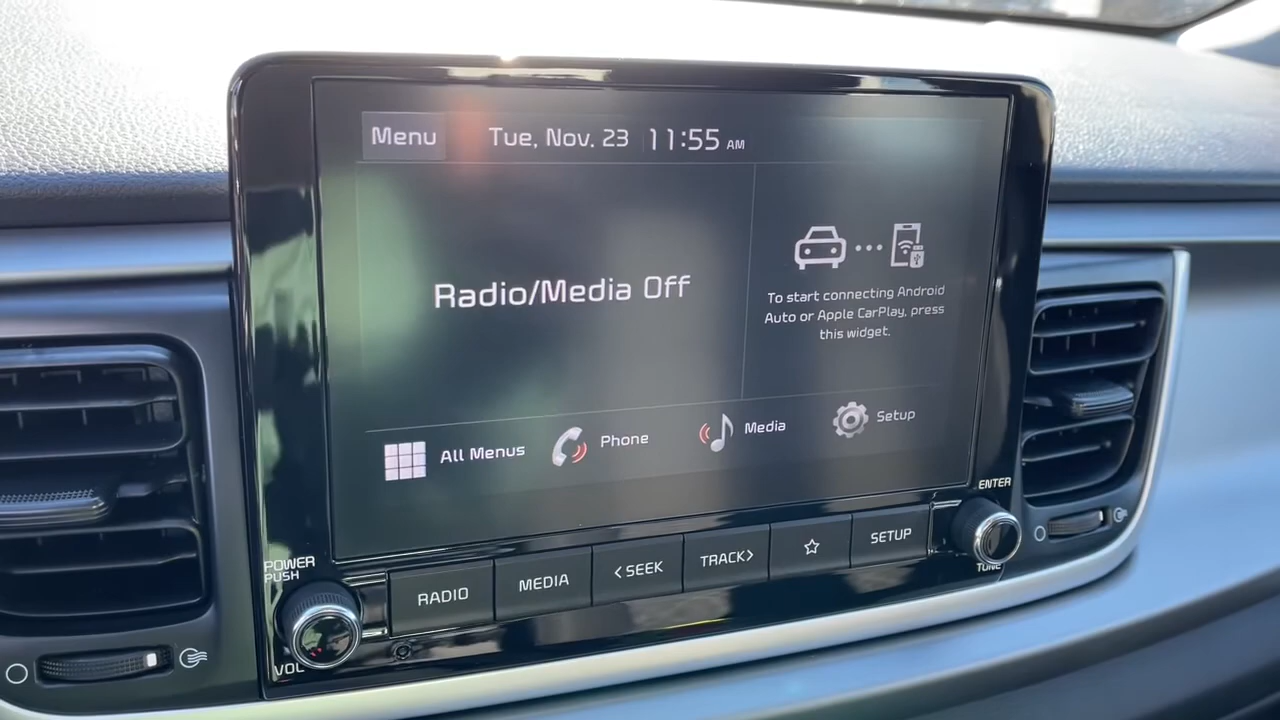 Menu
Tue, Nov. 23 11:55 AM
Radio/Media Off
To start connecting Android
Auto or Apple CarPlay, press
this widget.
All Menus
Phone
Media
Setup
ENTER
POWER
PUSH
RADIO
MEDIA
< SEEK
TRACK >
SETUP
TUNE
VOL